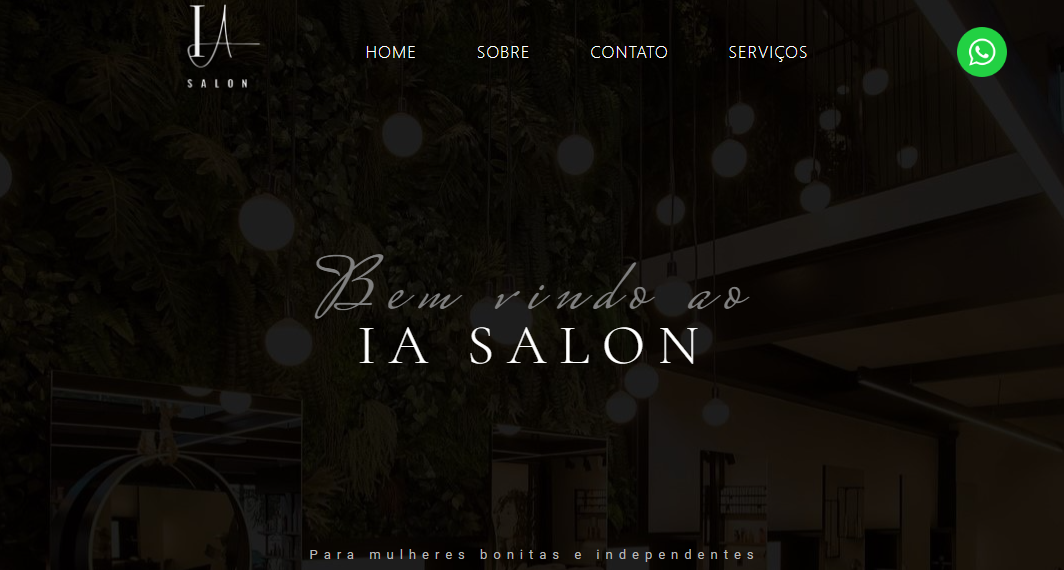 IA
SALON
HOME SOBRE CONTATO SERVIÇOS
Bem vindo ao
IA SALON
Para mulheres bonitas e independentes